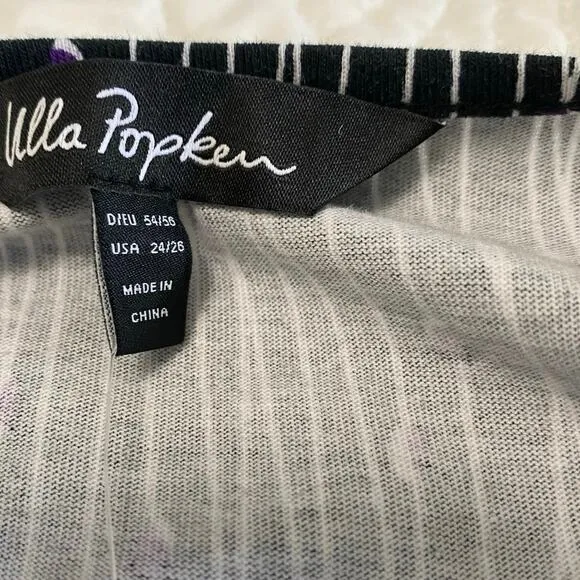 Ulla Popken
D/EU 54/56
USA 24/26
MADE IN
CHINA